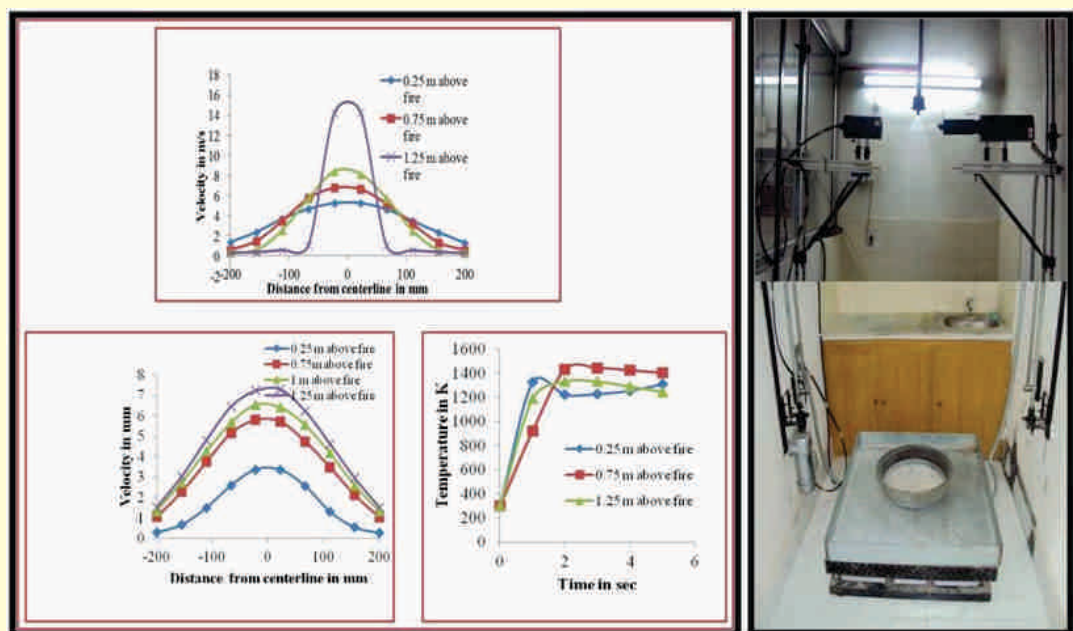 18
16
14
12
10
8
6
4
2
0
-2
Velocity in m/s
0.25 m above
fire
0.75 m above
fire
1.25 m above
fire
-200 -100 0 100 200
Distance from centerline in mm
8
7
6
5
4
3
2
1
0
Velocity in mm
0.25 m above fire
0.75 m above fire
1 m above fire
1.25 m above fire
-200 -100 0 100 200
Distance from centerline in mm
1600
1400
1200
1000
800
600
400
200
0
Temperature in K
0.25 m above fire
0.75 m above fire
1.25 m above fire
0 2 4 6
Time in sec